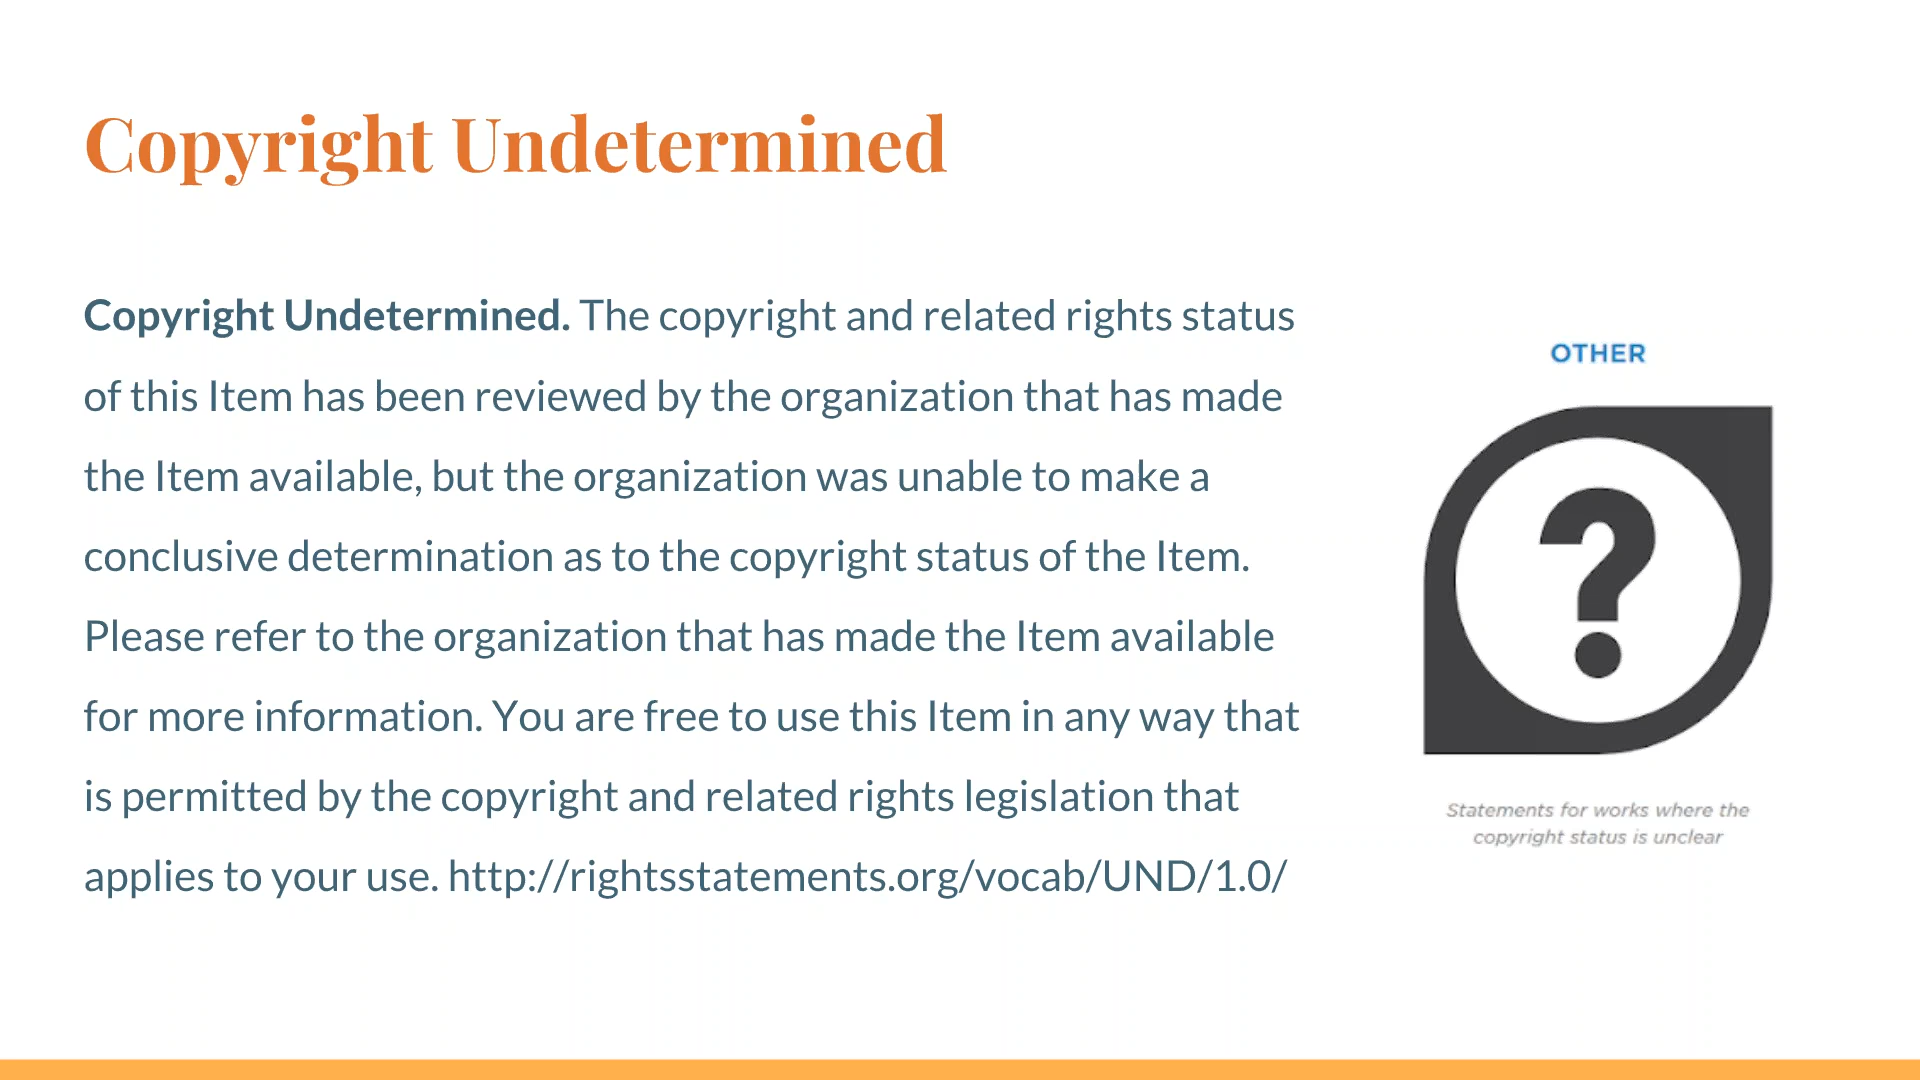 Copyright Undetermined
Copyright Undetermined. The copyright and related rights status
of this Item has been reviewed by the organization that has made
the Item available, but the organization was unable to make a
conclusive determination as to the copyright status of the Item.
Please refer to the organization that has made the Item available
for more information. You are free to use this Item in any way that
is permitted by the copyright and related rights legislation that
applies to your use. http://rightsstatements.org/vocab/UND/1.0/
OTHER
?
Statements for works where the
copyright status is unclear